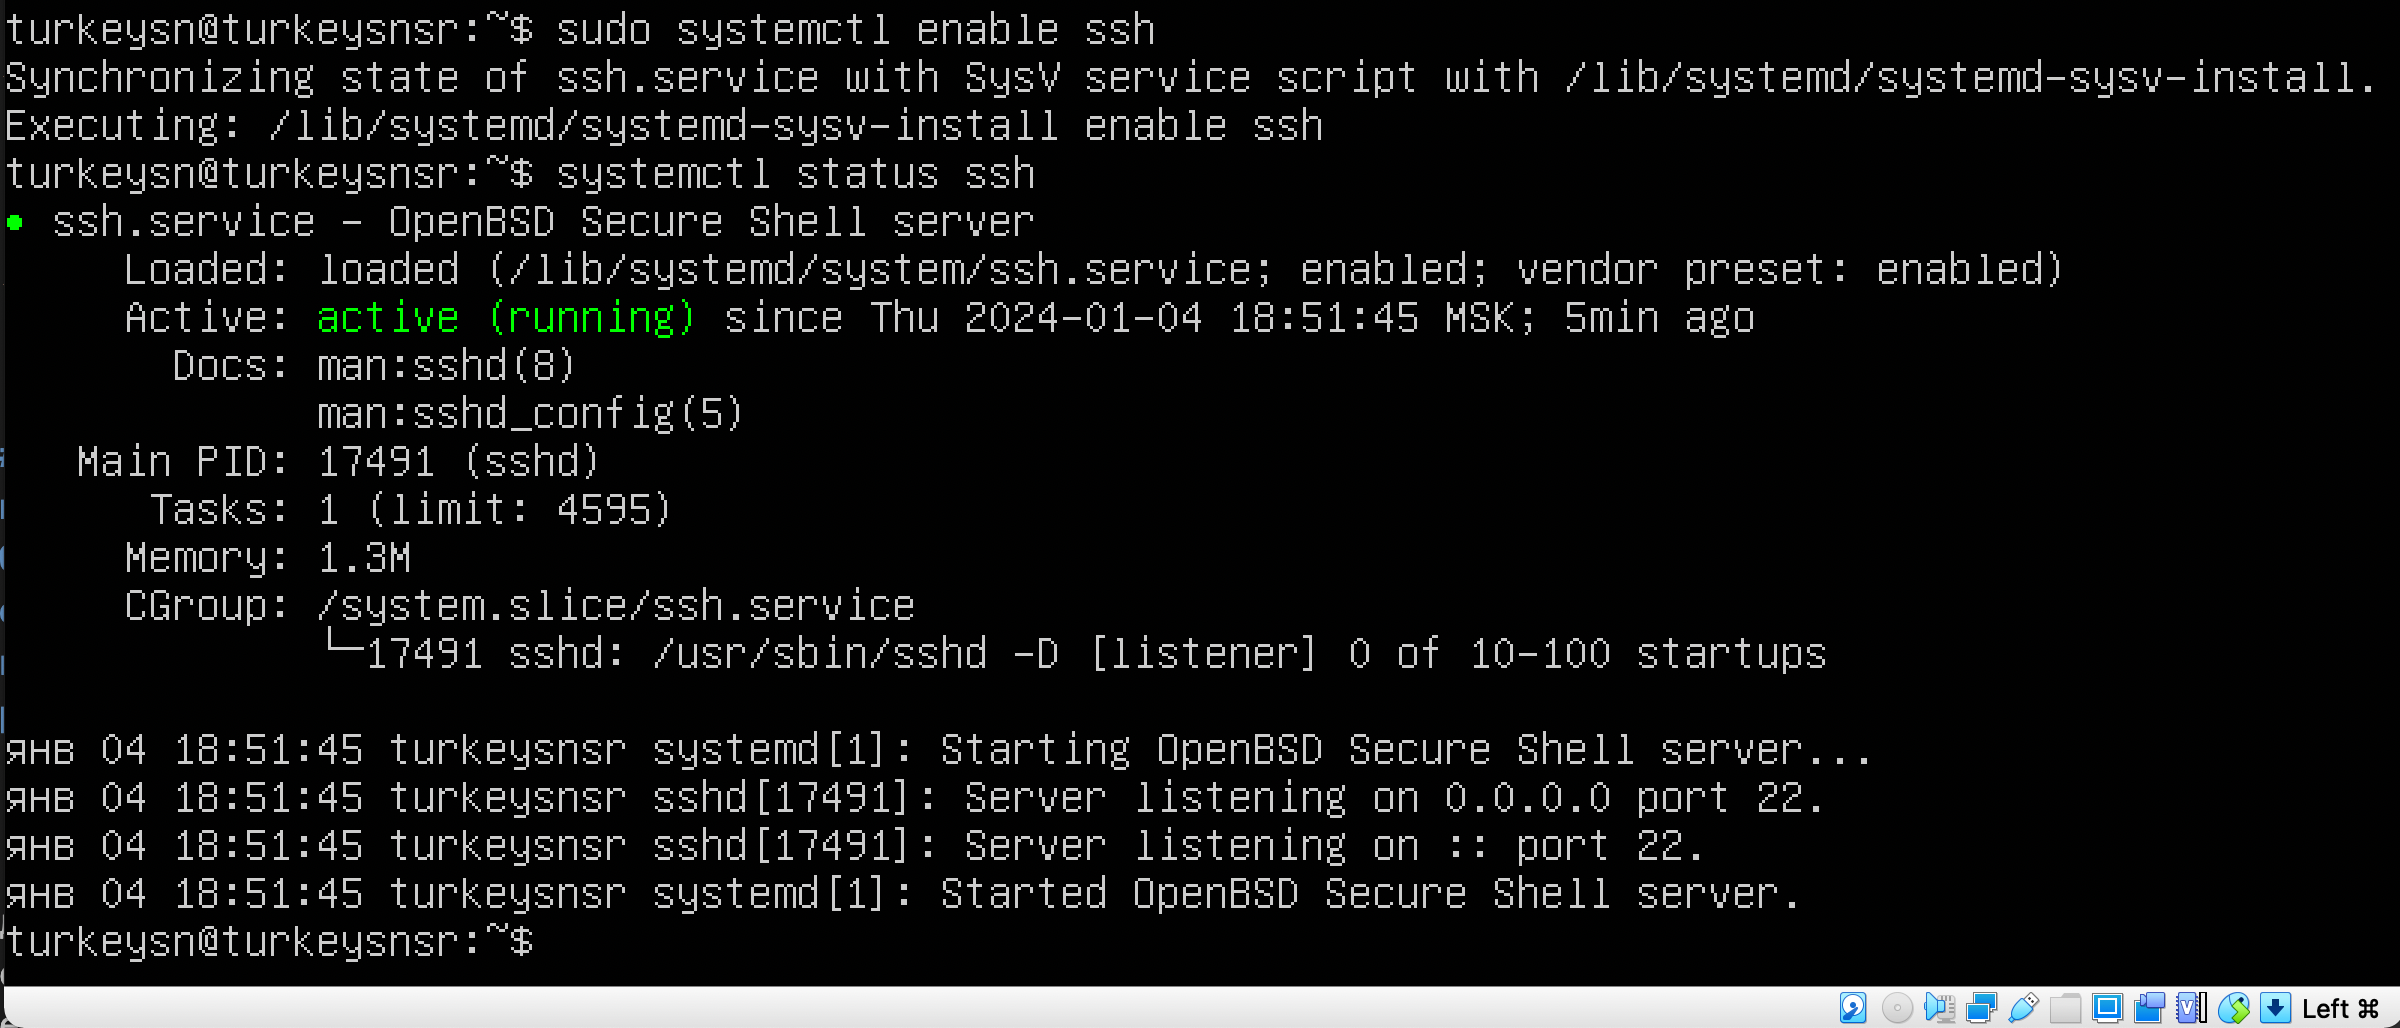 turkeysn@turkeysnsr:~$ sudo systemctl enable ssh
Synchronizing state of ssh.service with SysV service script with /lib/systemd/systemd-sysv-install.
Executing: /lib/systemd/systemd-sysv-install enable ssh
turkeysn@turkeysnsr:~$ systemctl status ssh
● ssh.service - OpenBSD Secure Shell server
     Loaded: loaded (/lib/systemd/system/ssh.service; enabled; vendor preset: enabled)
     Active: active (running) since Thu 2024-01-04 18:51:45 MSK; 5min ago
       Docs: man:sshd(8)
             man:sshd_config(5)
   Main PID: 17491 (sshd)
      Tasks: 1 (limit: 4595)
     Memory: 1.3M
     CGroup: /system.slice/ssh.service
             └─17491 sshd: /usr/sbin/sshd -D [listener] 0 of 10-100 startups
янв 04 18:51:45 turkeysnsr systemd[1]: Starting OpenBSD Secure Shell server...
янв 04 18:51:45 turkeysnsr sshd[17491]: Server listening on 0.0.0.0 port 22.
янв 04 18:51:45 turkeysnsr sshd[17491]: Server listening on :: port 22.
янв 04 18:51:45 turkeysnsr systemd[1]: Started OpenBSD Secure Shell server.
turkeysn@turkeysnsr:~$
Left ⌘